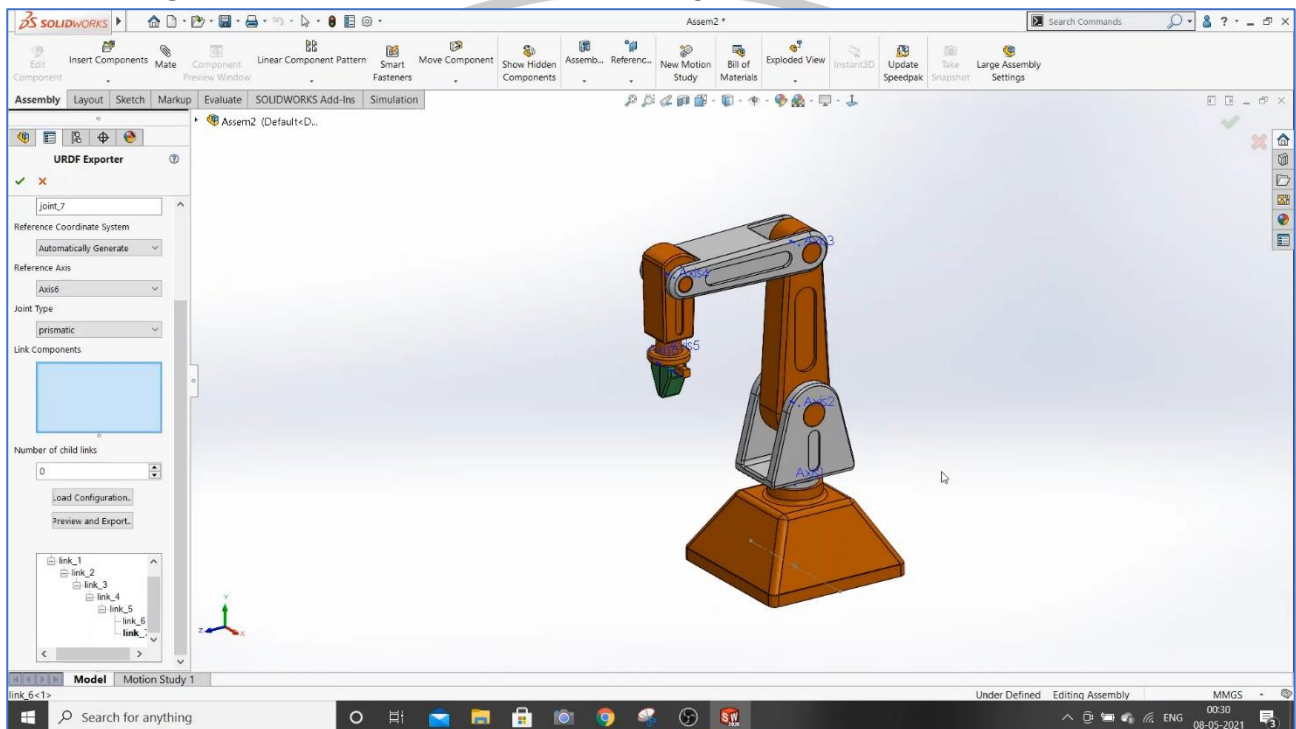 SOLIDWORKS
Assem2 *
Search Commands
Edit Component
Insert Components
Mate
Component Preview Window
Linear Component Pattern
Smart Fasteners
Move Component
Show Hidden Components
Assemb...
Referenc...
New Motion Study
Bill of Materials
Exploded View
Instant3D
Update Speedpak
Take Snapshot
Large Assembly Settings
Assembly Layout Sketch Markup Evaluate SOLIDWORKS Add-Ins Simulation
Assem2 (Default<D...
URDF Exporter
joint_7
Reference Coordinate System
Automatically Generate
Reference Axis
Axis6
Joint Type
prismatic
Link Components
Number of child links
0
Load Configuration..
Preview and Export..
link_1
link_2
link_3
link_4
link_5
link_6
link_7
Axis3
Axis4
Axis5
Axis2
Axis1
Y
Z
X
Model Motion Study 1
link_6<1>
Under Defined Editing Assembly MMGS
Search for anything
ENG
00:30
08-05-2021